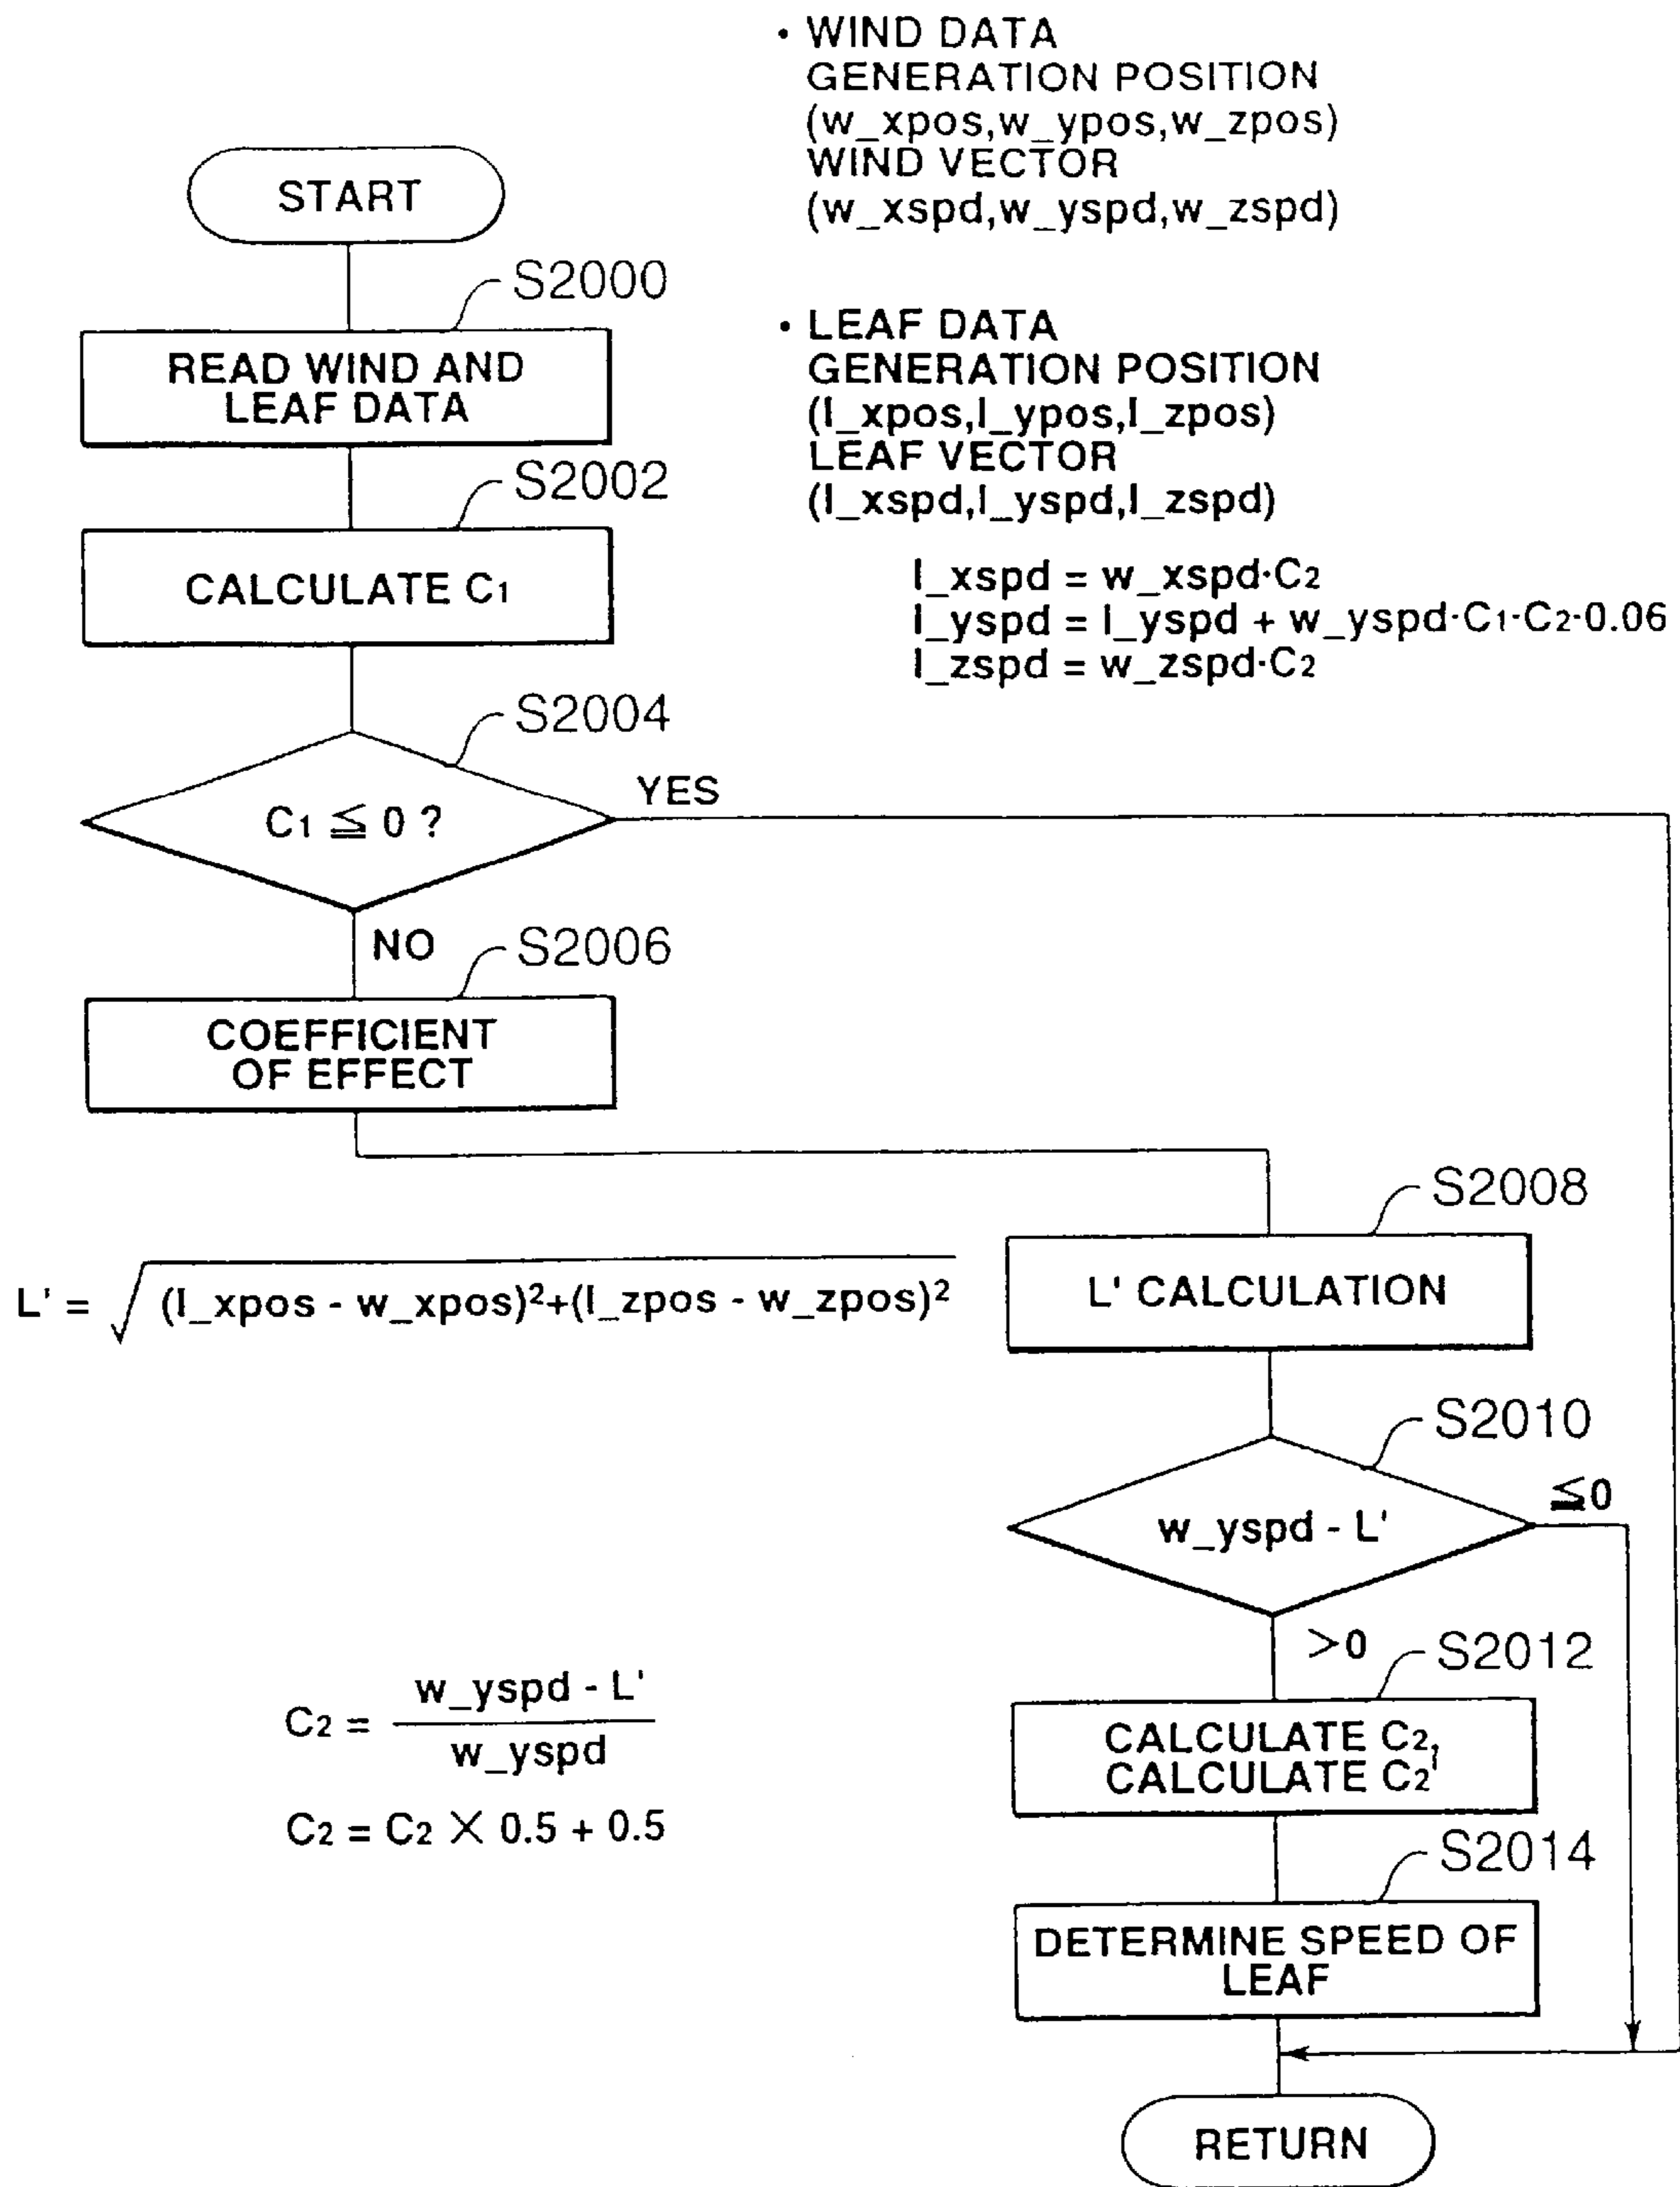 • WIND DATA
GENERATION POSITION
(w_xpos,w_ypos,w_zpos)
WIND VECTOR
(w_xspd,w_yspd,w_zspd)
START
S2000
READ WIND AND
LEAF DATA
• LEAF DATA
GENERATION POSITION
(l_xpos,l_ypos,l_zpos)
LEAF VECTOR
(l_xspd,l_yspd,l_zspd)
l_xspd = w_xspd·C2
l_yspd = l_yspd + w_yspd·C1·C2·0.06
l_zspd = w_zspd·C2
S2002
CALCULATE C1
S2004
C1 ≦ 0 ?
YES
NO
S2006
COEFFICIENT
OF EFFECT
S2008
L' = √(l_xpos - w_xpos)²+(l_zpos - w_zpos)²
L' CALCULATION
S2010
w_yspd - L'
≦0
>0
S2012
C2 = w_yspd - L'
w_yspd
C2 = C2 × 0.5 + 0.5
CALCULATE C2,
CALCULATE C2'
S2014
DETERMINE SPEED OF
LEAF
RETURN